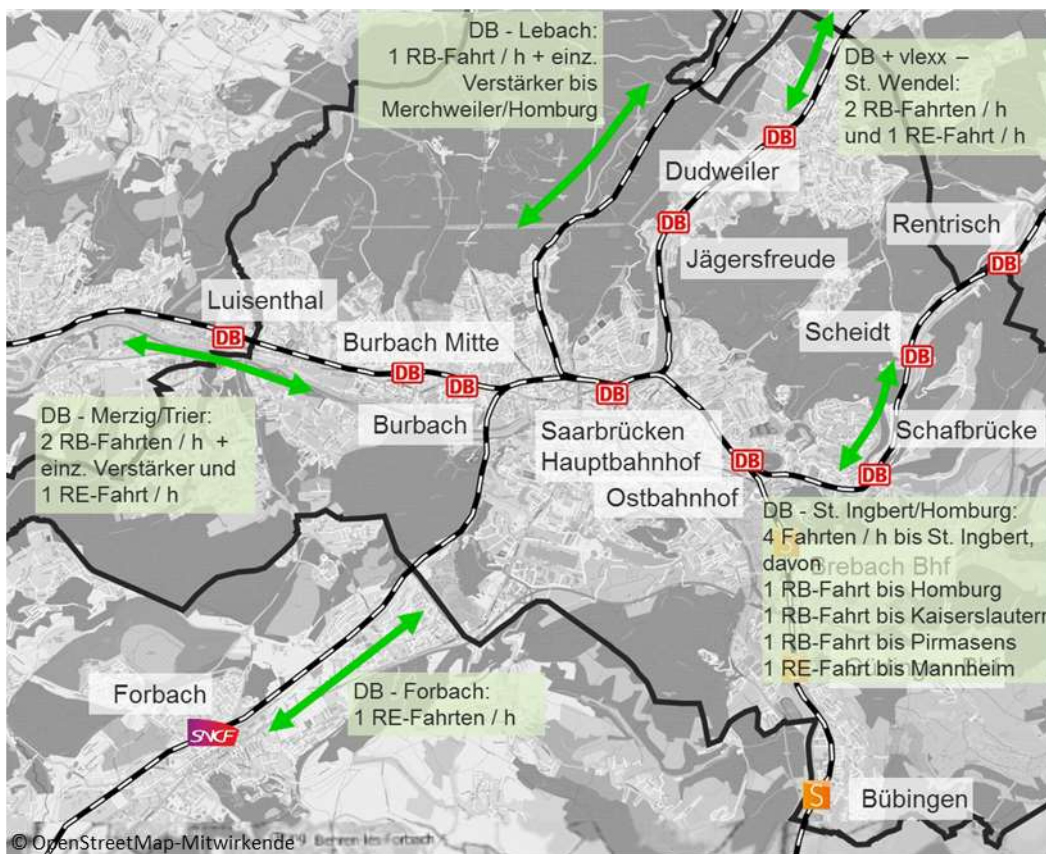 DB - Lebach:
1 RB-Fahrt / h + einz.
Verstärker bis
Merchweiler/Homburg
DB + vlexx –
St. Wendel:
2 RB-Fahrten / h
und 1 RE-Fahrt / h
DB
Dudweiler
DB
Jägersfreude
Rentrisch
DB
Luisenthal
DB
Burbach Mitte
DB
DB
Burbach
Scheidt
DB
DB
Saarbrücken
Hauptbahnhof
DB
Ostbahnhof
Schafbrücke
DB
DB - Merzig/Trier:
2 RB-Fahrten / h +
einz. Verstärker und
1 RE-Fahrt / h
DB - St. Ingbert/Homburg:
4 Fahrten / h bis St. Ingbert,
davon
S
Brebach Bhf
1 RB-Fahrt bis Homburg
1 RB-Fahrt bis Kaiserslautern
1 RB-Fahrt bis Pirmasens
1 RE-Fahrt bis Mannheim
Forbach
SNCF
DB - Forbach:
1 RE-Fahrten / h
S
Bübingen
© OpenStreetMap-Mitwirkende
Behren lès Forbach